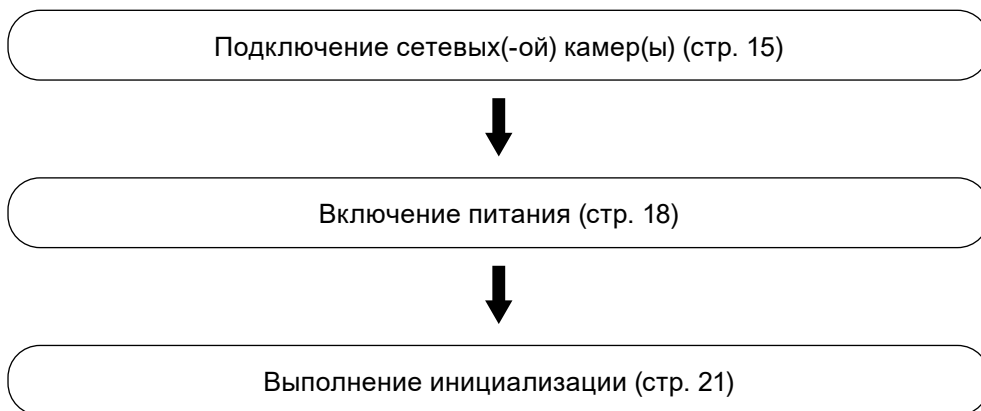 Подключение сетевых(-ой) камер(ы) (стр. 15)
Включение питания (стр. 18)
Выполнение инициализации (стр. 21)